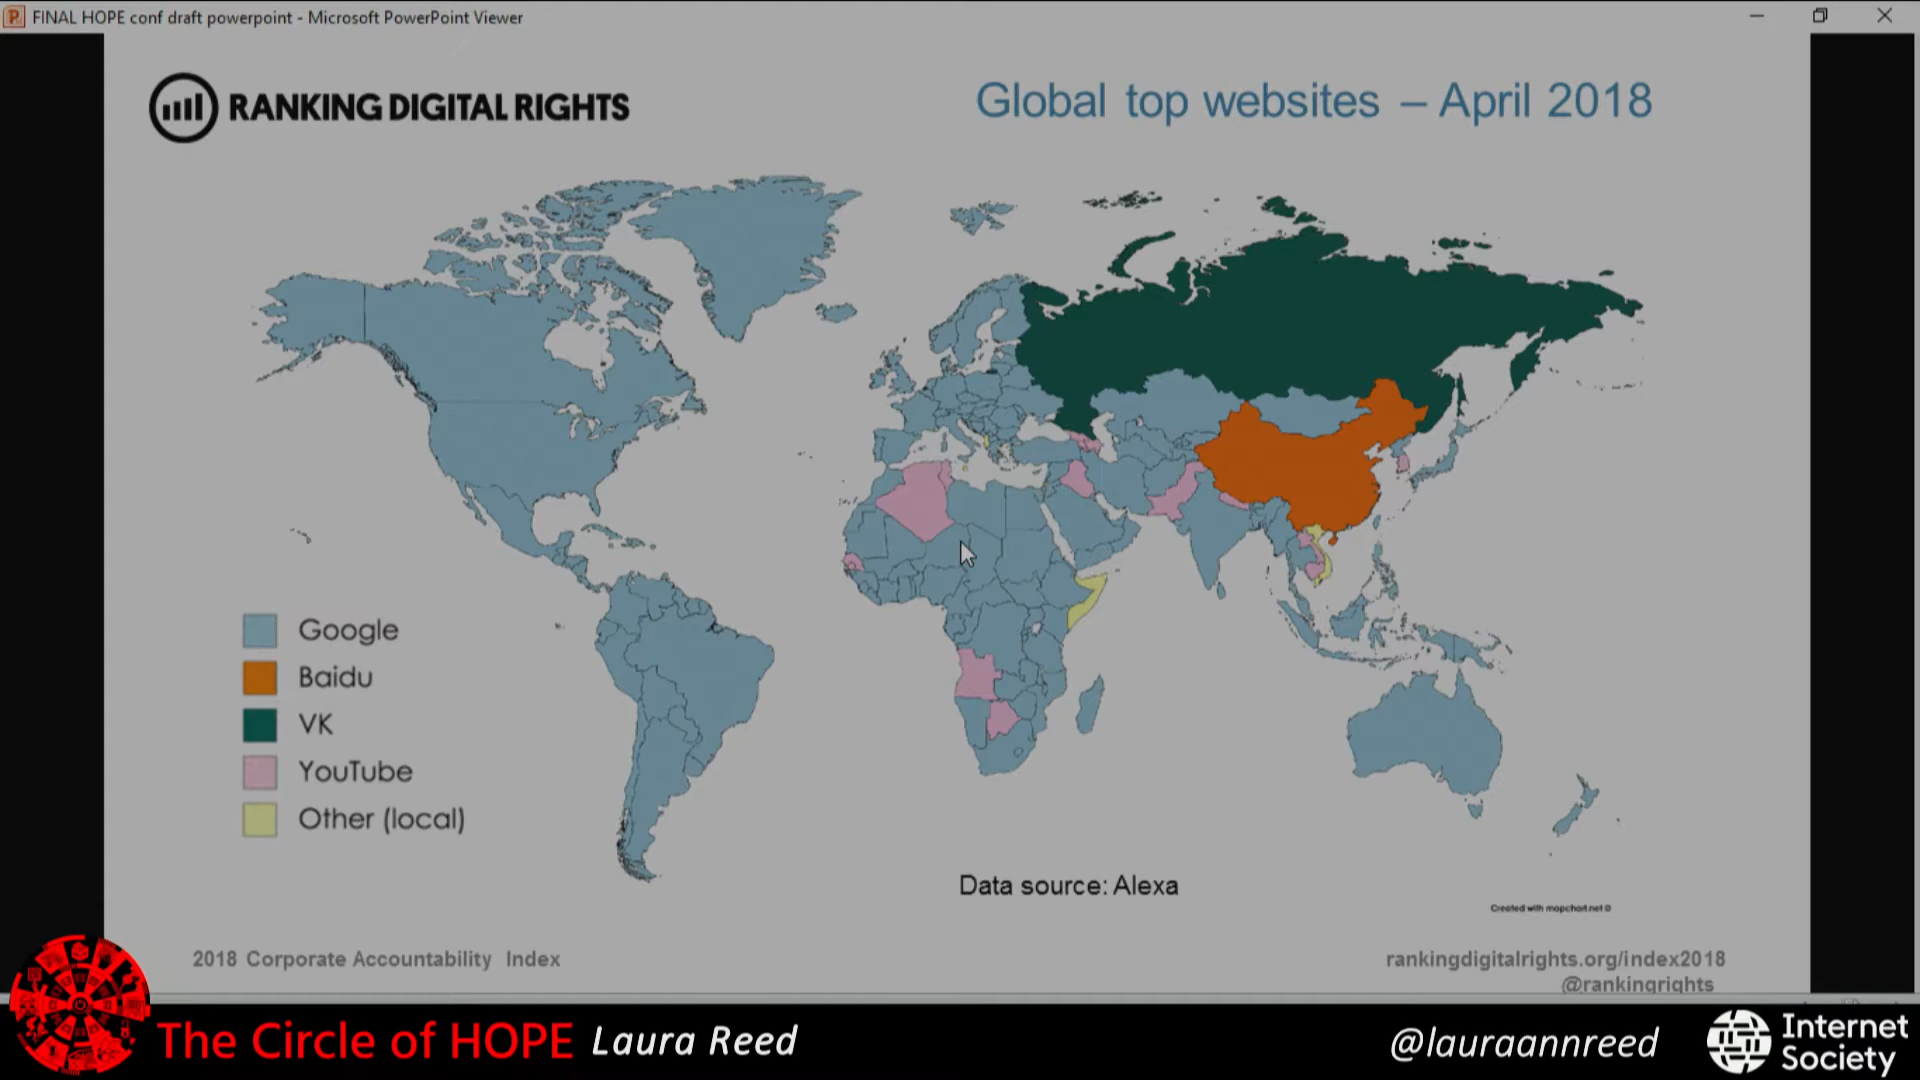 FINAL HOPE conf draft powerpoint - Microsoft PowerPoint Viewer
RANKING DIGITAL RIGHTS
Global top websites – April 2018
Google
Baidu
VK
YouTube
Other (local)
Data source: Alexa
Created with mapchart.net ©
2018 Corporate Accountability Index
rankingdigitalrights.org/index2018
@rankingrights
The Circle of HOPE Laura Reed
@lauraannreed
Internet
Society